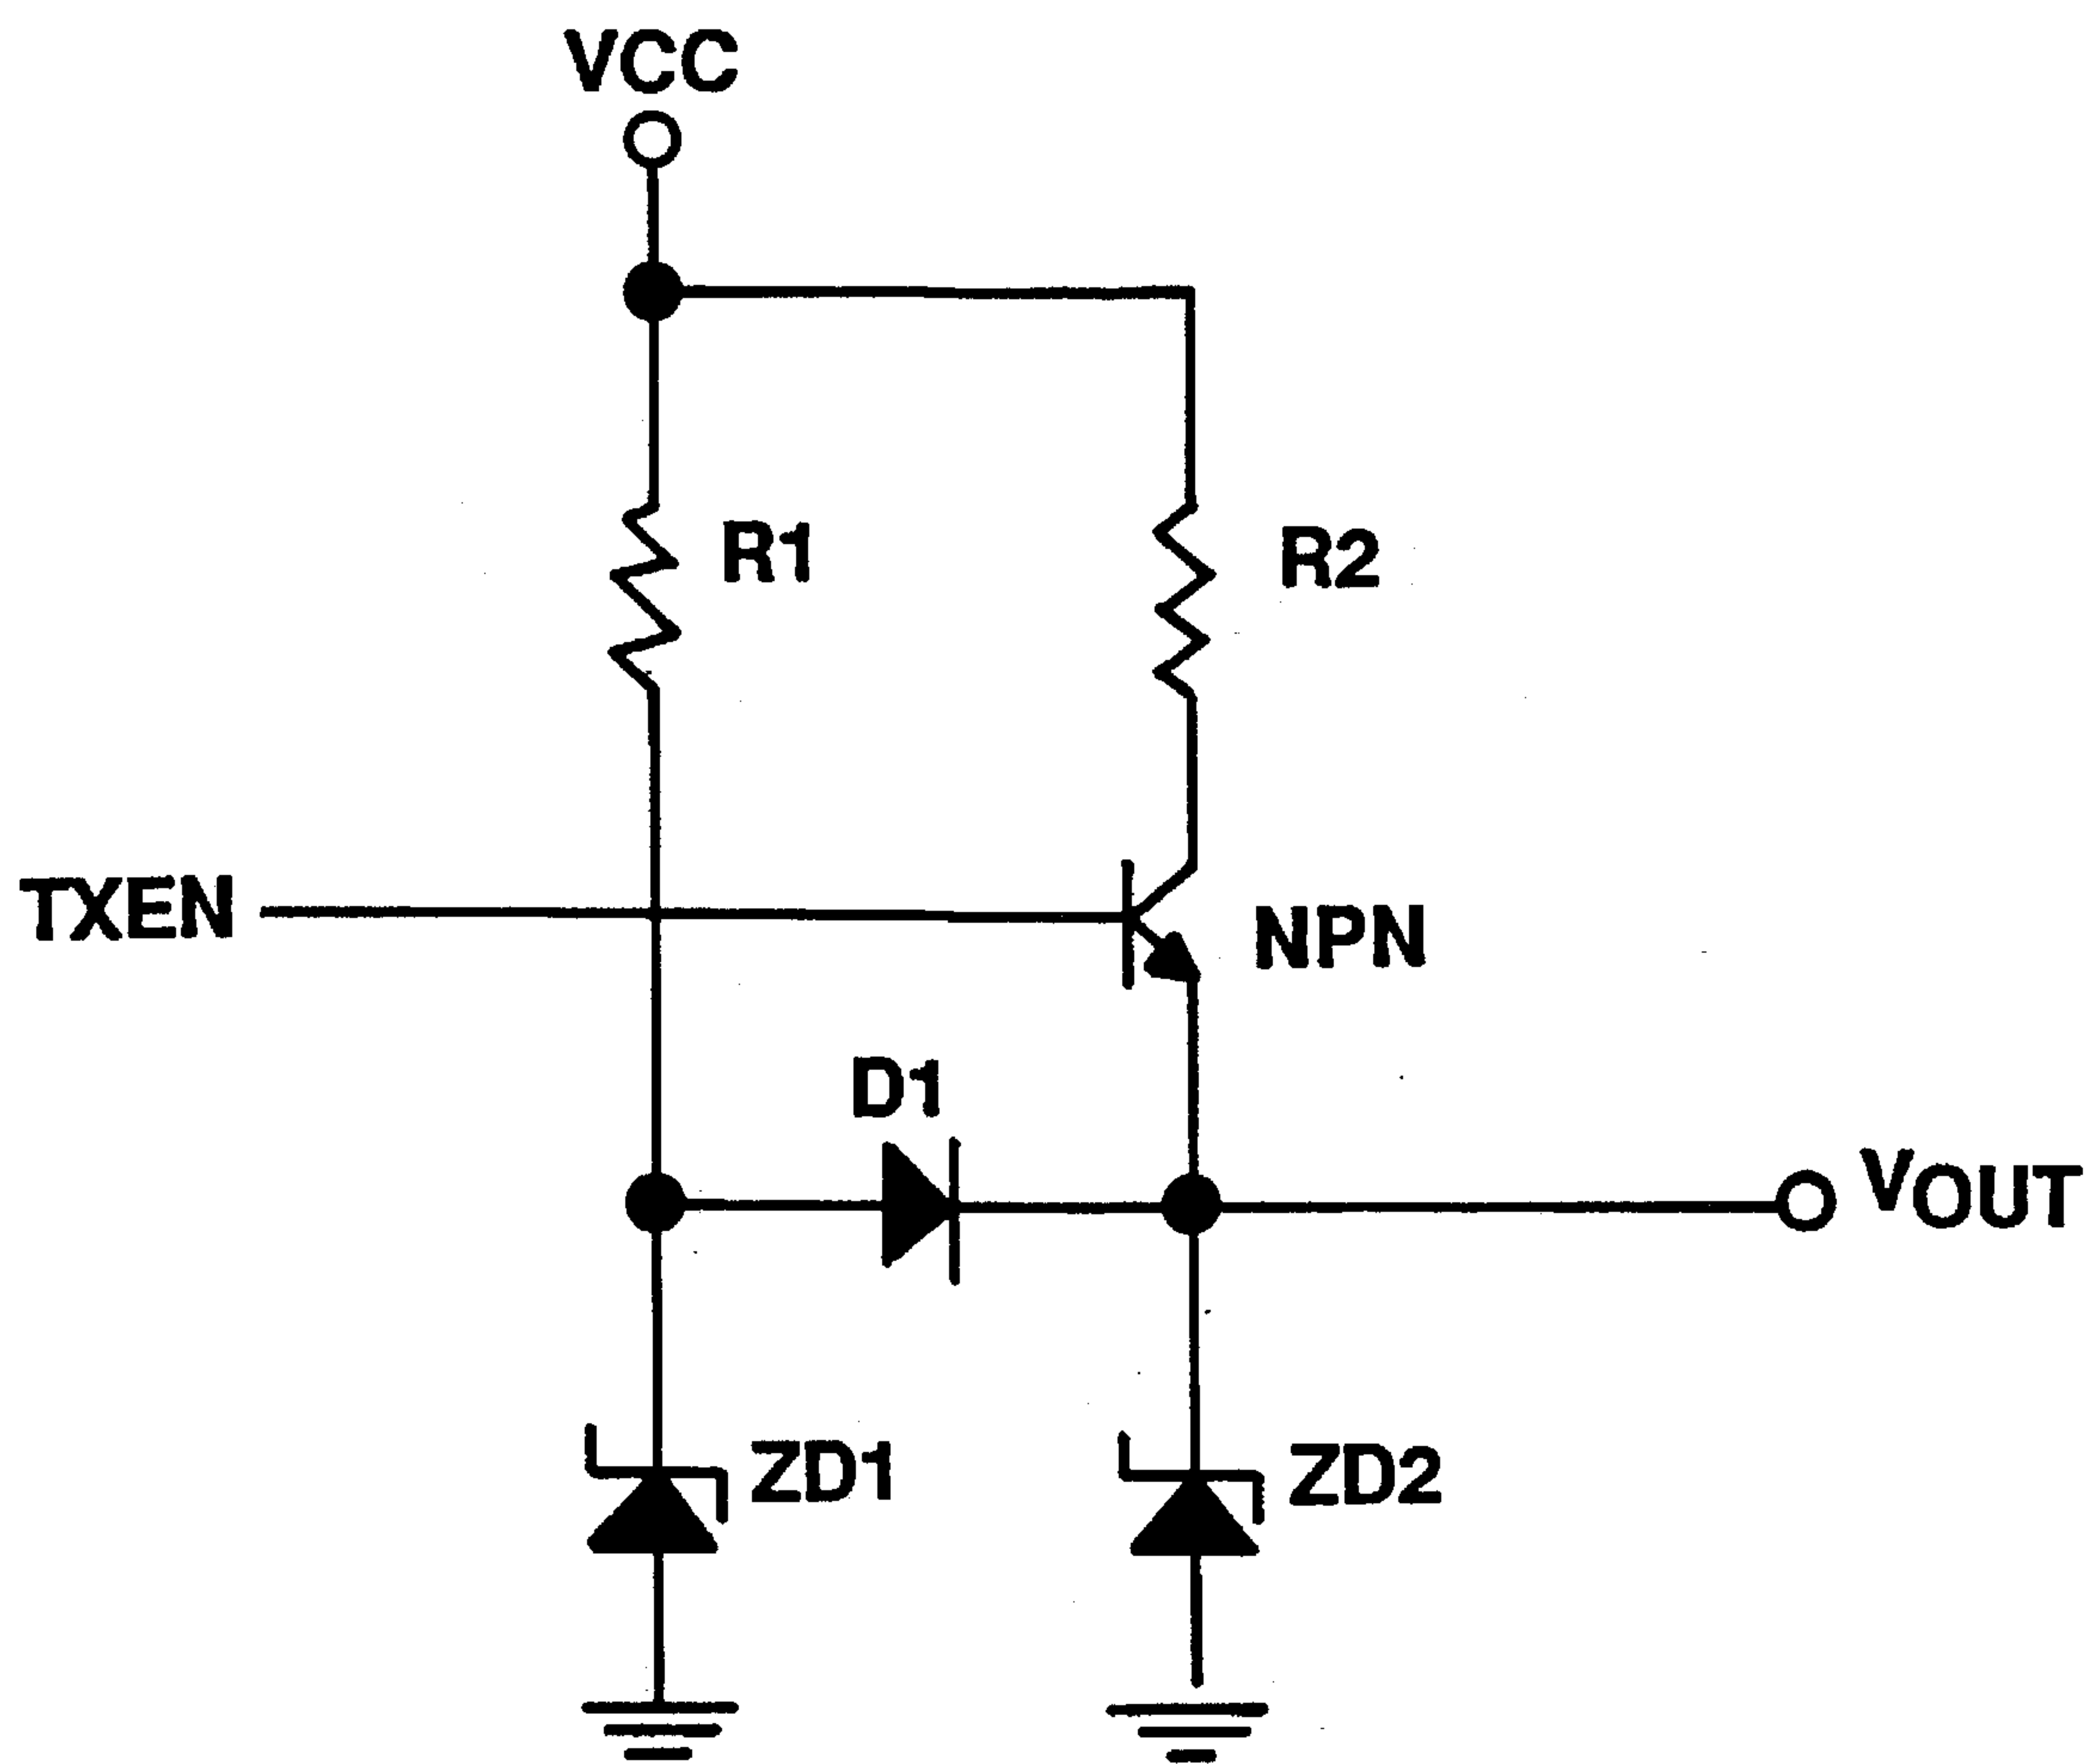 VCC
R1
R2
TXEN
NPN
D1
VOUT
ZD1
ZD2